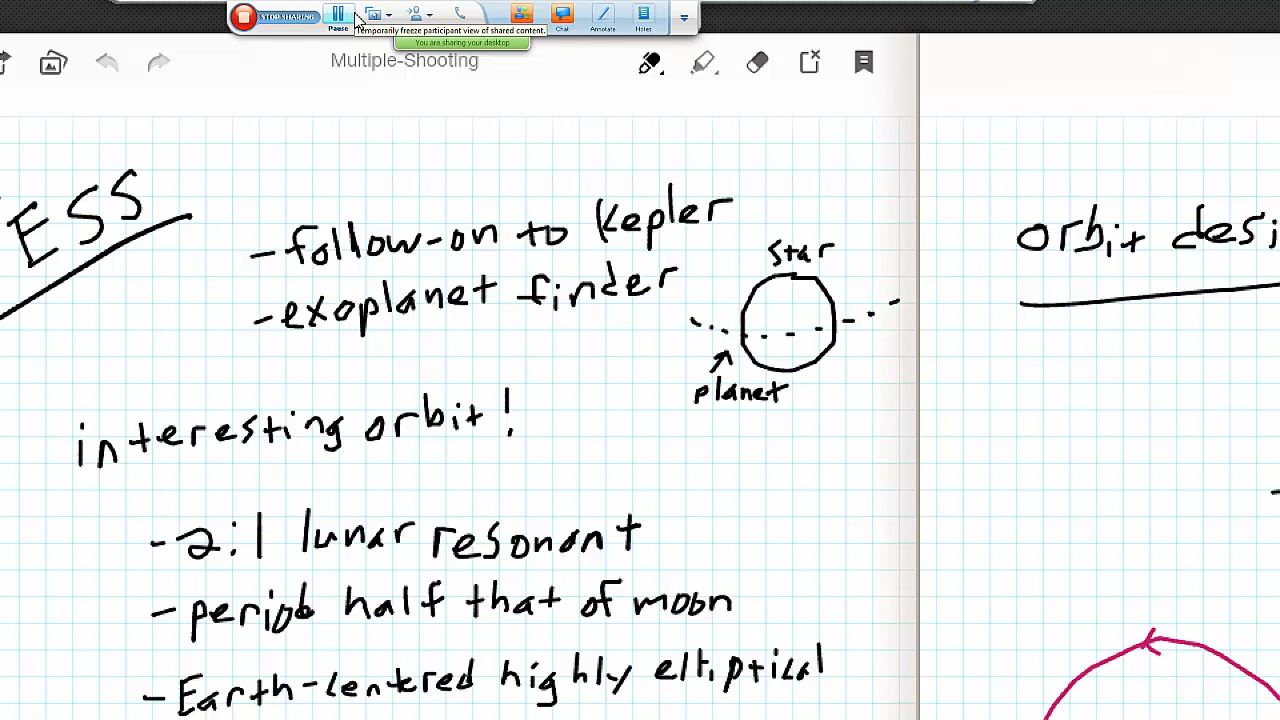 STOP SHARING
Pause
Chat
Annotate
Notes
Temporarily freeze participant view of shared content.
You are sharing your desktop
Multiple-Shooting
ESS
-follow-on to Kepler
-exoplanet finder
star
planet
orbit desi
interesting orbit!
-2:1 lunar resonant
-period half that of moon
-Earth-centered highly elliptical